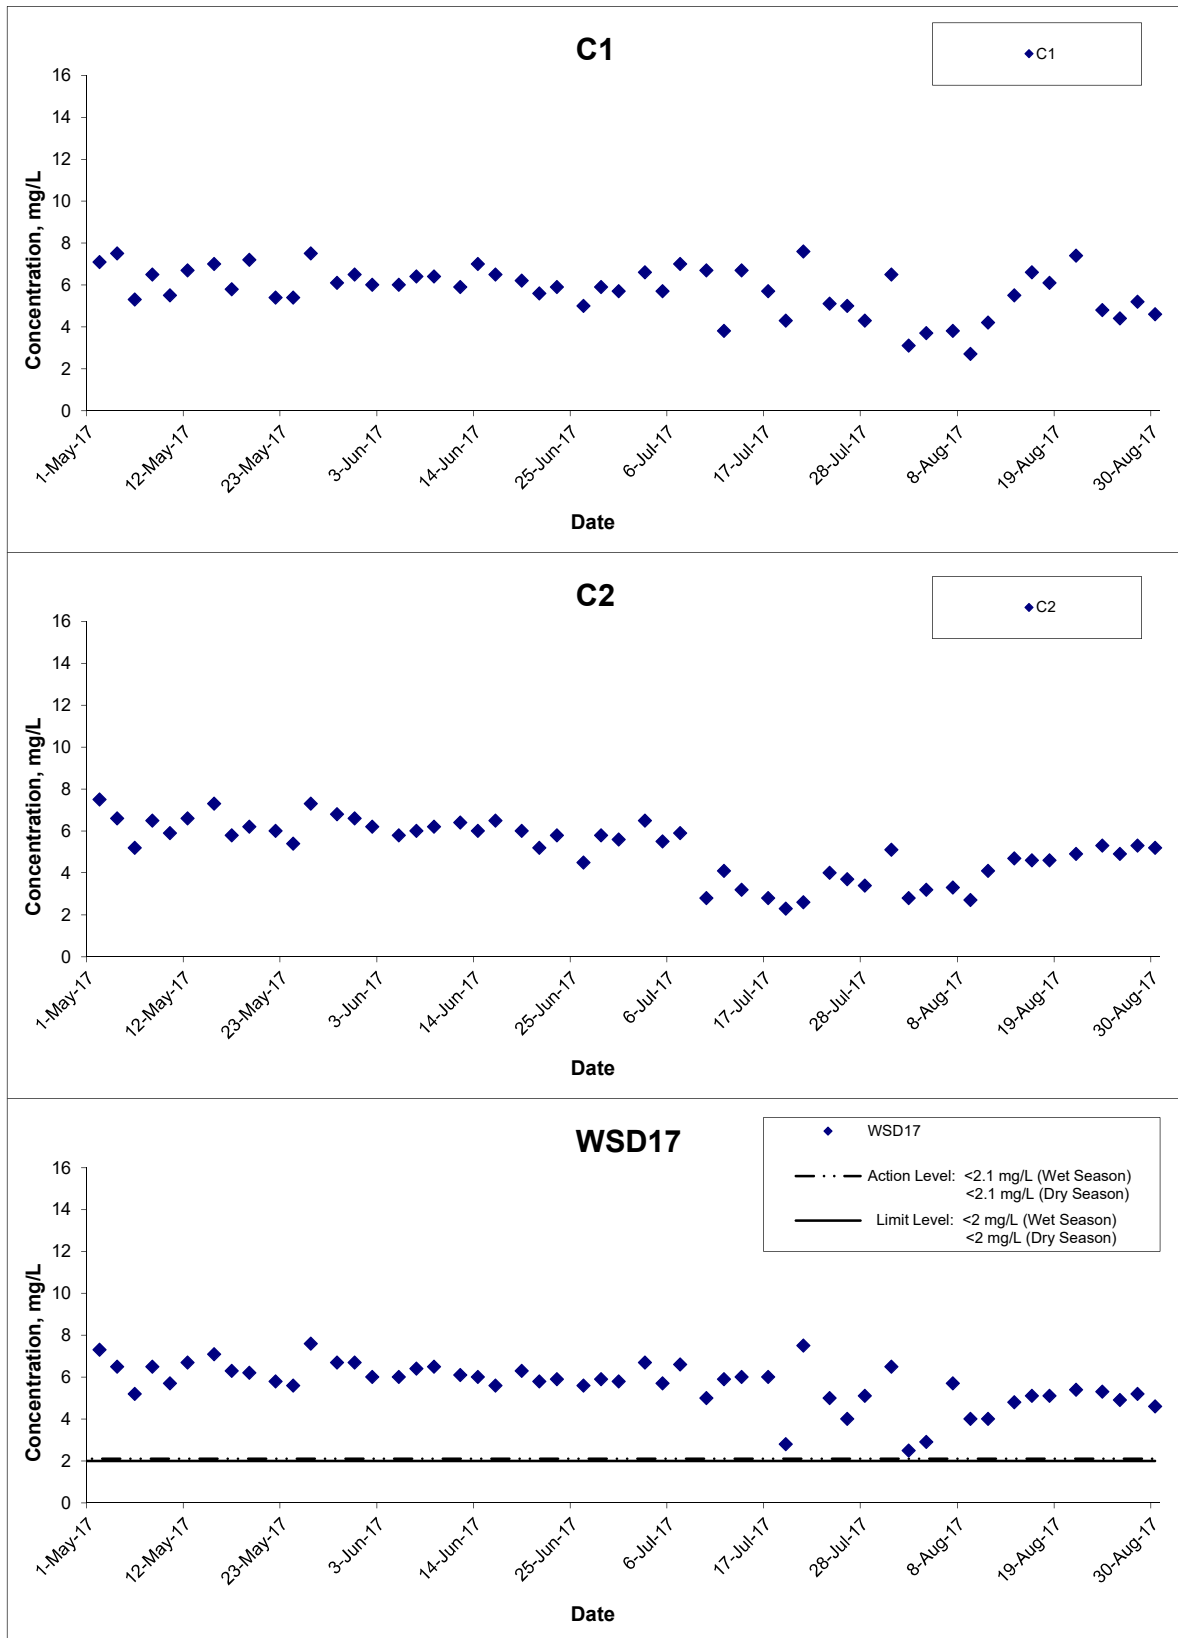 C1
C1
16
14
12
10
8
6
4
2
0
Concentration, mg/L
1-May-17
12-May-17
23-May-17
3-Jun-17
14-Jun-17
25-Jun-17
6-Jul-17
17-Jul-17
28-Jul-17
8-Aug-17
19-Aug-17
30-Aug-17
Date
C2
C2
16
14
12
10
8
6
4
2
0
Concentration, mg/L
1-May-17
12-May-17
23-May-17
3-Jun-17
14-Jun-17
25-Jun-17
6-Jul-17
17-Jul-17
28-Jul-17
8-Aug-17
19-Aug-17
30-Aug-17
Date
WSD17
WSD17
Action Level: <2.1 mg/L (Wet Season)
<2.1 mg/L (Dry Season)
Limit Level: <2 mg/L (Wet Season)
<2 mg/L (Dry Season)
16
14
12
10
8
6
4
2
0
Concentration, mg/L
1-May-17
12-May-17
23-May-17
3-Jun-17
14-Jun-17
25-Jun-17
6-Jul-17
17-Jul-17
28-Jul-17
8-Aug-17
19-Aug-17
30-Aug-17
Date